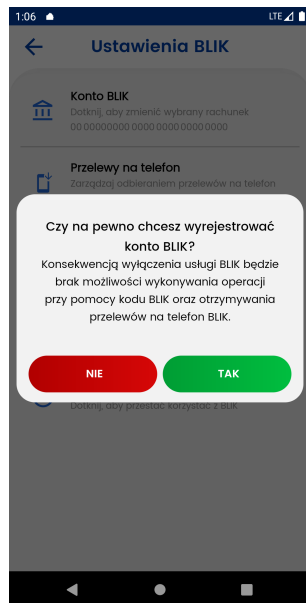 1:06 LTE
Ustawienia BLIK
Konto BLIK
Dotknij, aby zmienić wybrany rachunek
00 0000 0000 0000 0000 0000 0000
Przelewy na telefon
Zarządzaj odbieraniem przelewów na telefon
Czy na pewno chcesz wyrejestrować
konto BLIK?
Konsekwencją wyłączenia usługi BLIK będzie
brak możliwości wykonywania operacji
przy pomocy kodu BLIK oraz otrzymywania
przelewów na telefon BLIK.
NIE TAK
Dotknij, aby przestać korzystać z BLIK